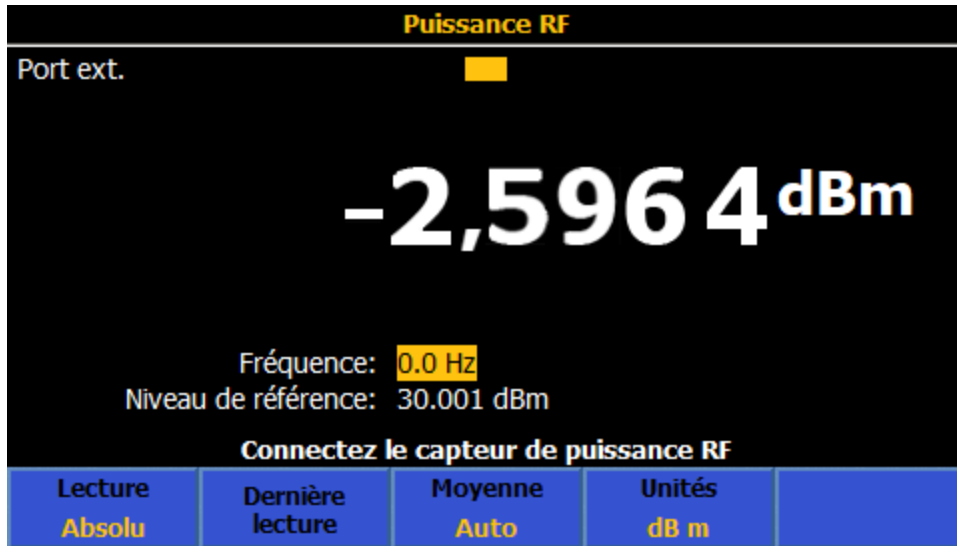 Puissance RF
Port ext.
-2,5964 dBm
Fréquence: 0.0 Hz
Niveau de référence: 30.001 dBm
Connectez le capteur de puissance RF
Lecture
Absolu
Dernière
lecture
Moyenne
Auto
Unités
dB m